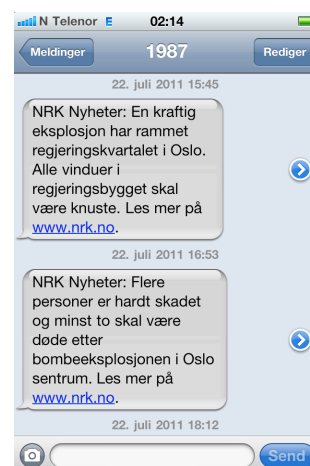 N Telenor E 02:14
Meldinger 1987 Rediger
22. juli 2011 15:45
NRK Nyheter: En kraftig
eksplosjon har rammet
regjeringskvartalet i Oslo.
Alle vinduer i
regjeringsbygget skal
være knuste. Les mer på
www.nrk.no.
22. juli 2011 16:53
NRK Nyheter: Flere
personer er hardt skadet
og minst to skal være
døde etter
bombeeksplosjonen i Oslo
sentrum. Les mer på
www.nrk.no.
22. juli 2011 18:12
Send